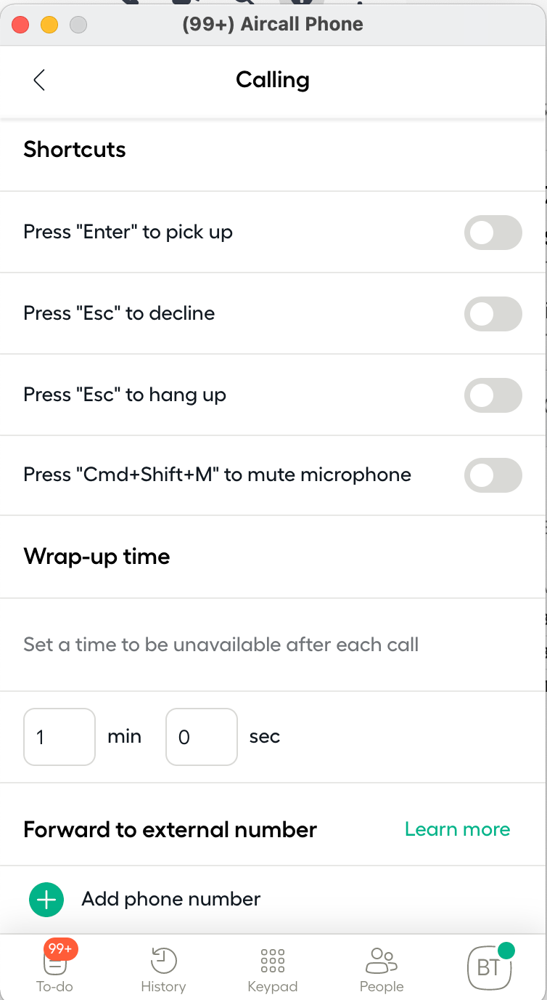 (99+) Aircall Phone
Calling
Shortcuts
Press "Enter" to pick up
Press "Esc" to decline
Press "Esc" to hang up
Press "Cmd+Shift+M" to mute microphone
Wrap-up time
Set a time to be unavailable after each call
1 min 0 sec
Forward to external number Learn more
Add phone number
99+
To-do History Keypad People BT